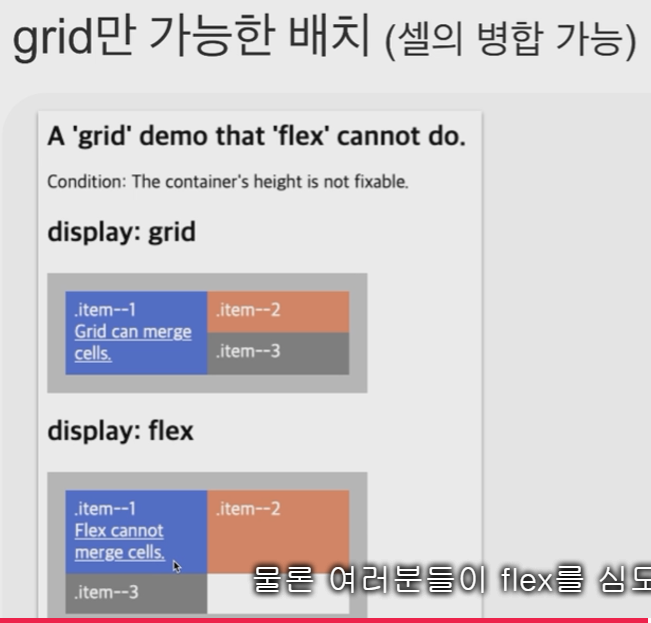 grid만 가능한 배치 (셀의 병합 가능)
A 'grid' demo that 'flex' cannot do.
Condition: The container's height is not fixable.
display: grid
.item--1
Grid can merge
cells.
.item--2
.item--3
display: flex
.item--1
Flex cannot
merge cells.
.item--2
.item--3
물론 여러분들이 flex를 심도